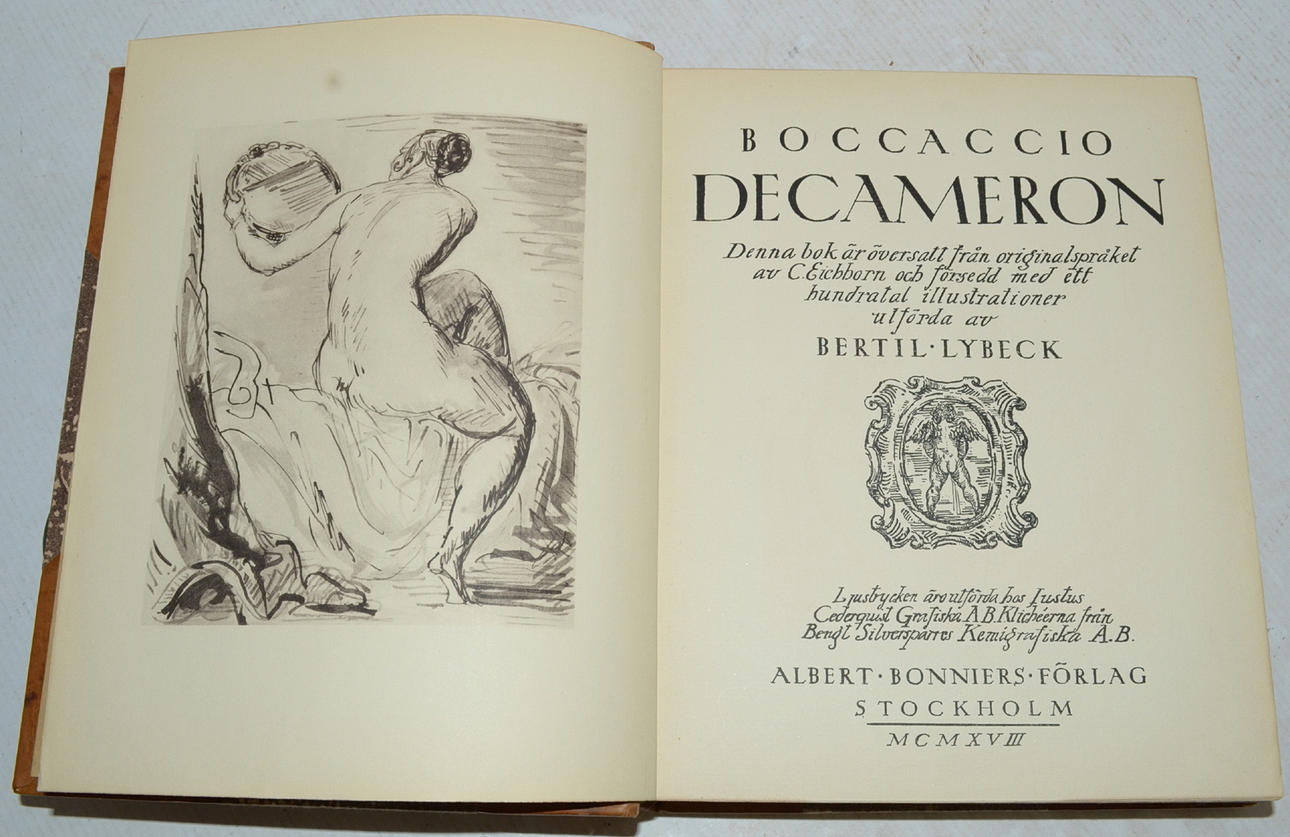 BOCCACCIO
DECAMERON
Denna bok är översatt från originalspråket
av C. Eichhorn och försedd med ett
hundratal illustrationer
utförda av
BERTIL·LYBECK
Ljustrycken äro utförda hos Iustus
Cederquist Grafiska A.B. Klichéerna från
Bengt Silversparres Kemigrafiska A.B.
ALBERT·BONNIERS·FÖRLAG
STOCKHOLM
MCMXVIII